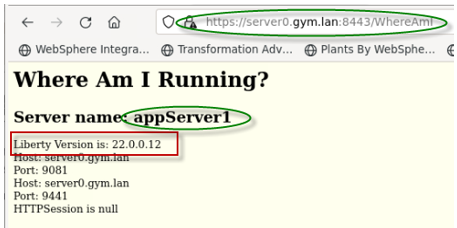 https://server0.gym.lan:8443/WhereAmI
WebSphere Integra... Transformation Adv... Plants By WebSphe...
Where Am I Running?
Server name: appServer1
Liberty Version is: 22.0.0.12
Host: server0.gym.lan
Port: 9081
Host: server0.gym.lan
Port: 9441
HTTPSession is null